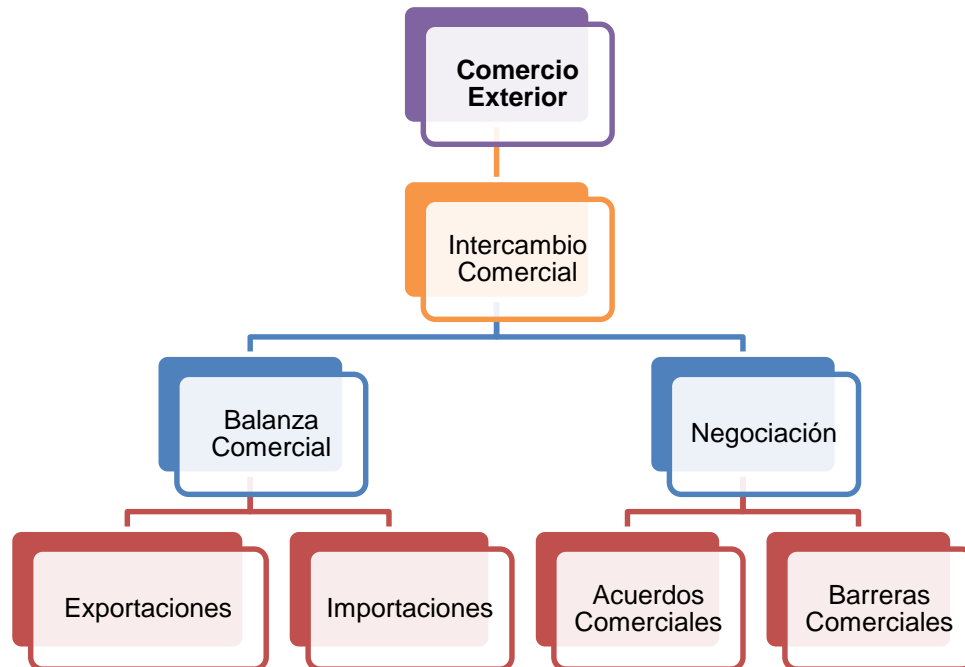 Comercio
Exterior
Intercambio
Comercial
Balanza
Comercial
Negociación
Exportaciones
Importaciones
Acuerdos
Comerciales
Barreras
Comerciales